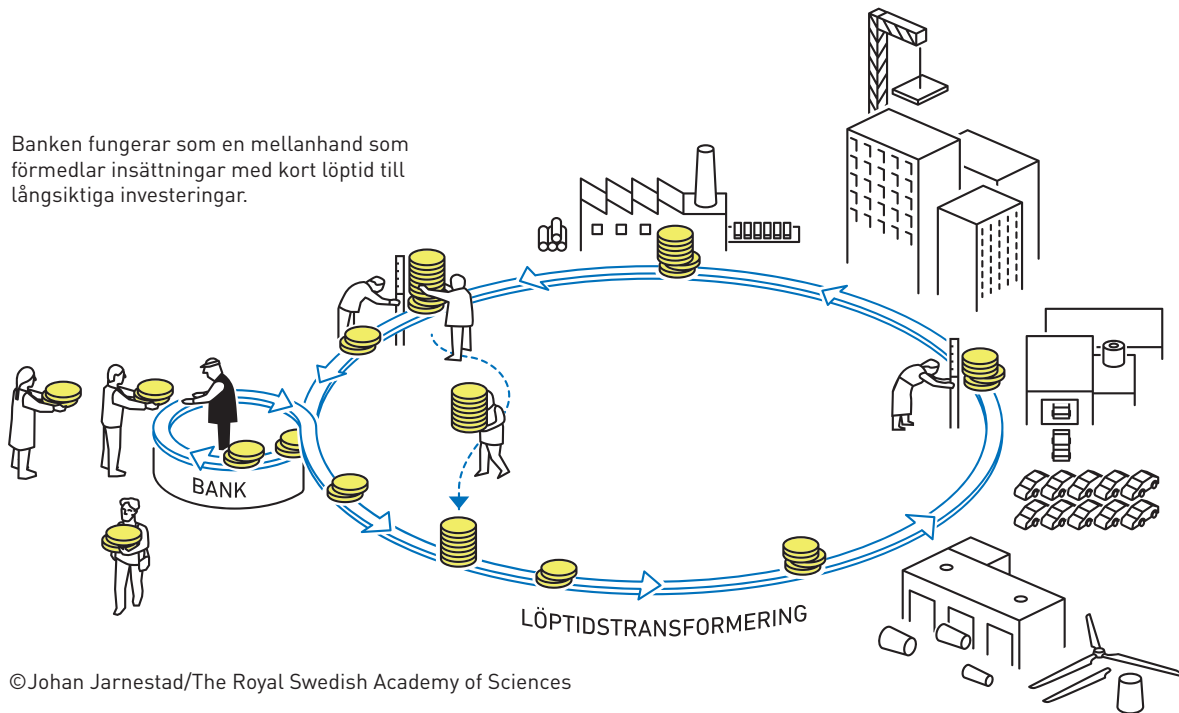 Banken fungerar som en mellanhand som
förmedlar insättningar med kort löptid till
långsiktiga investeringar.
BANK
LÖPTIDSTRANSFORMERING
©Johan Jarnestad/The Royal Swedish Academy of Sciences